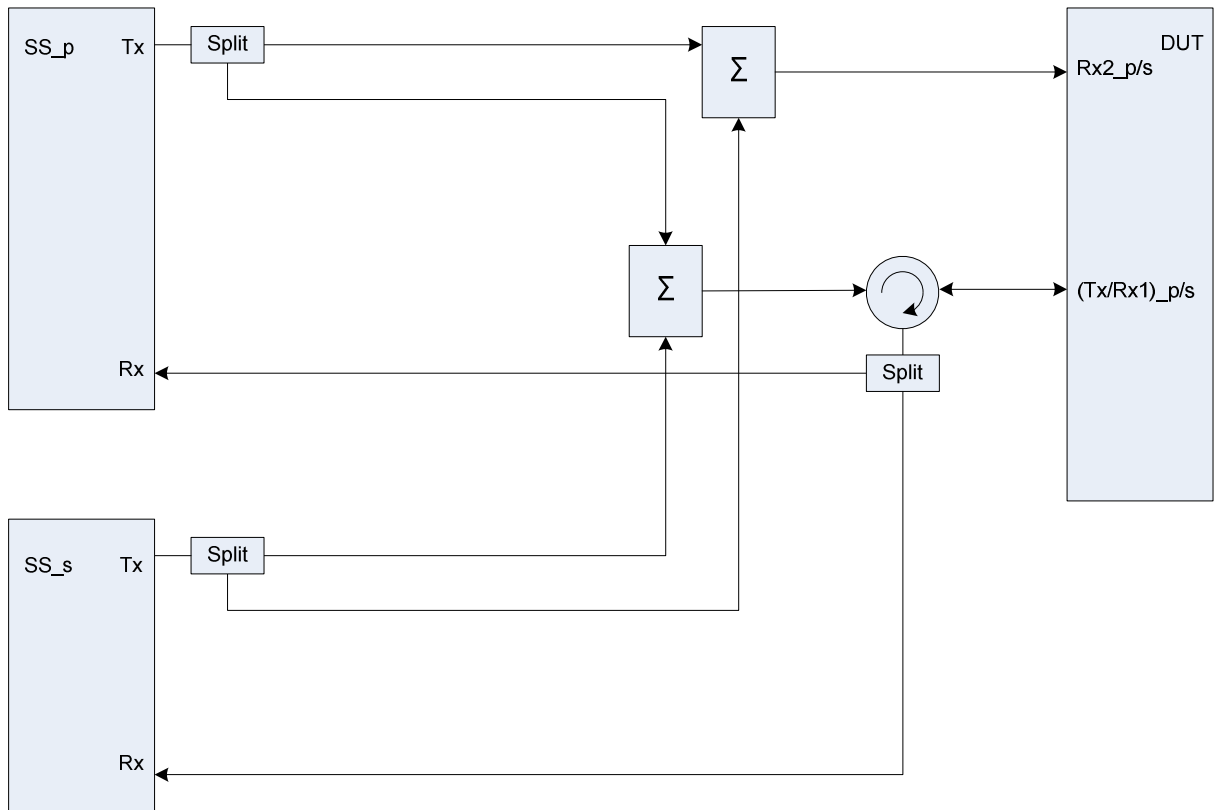 SS_p
Tx
Split
Σ
DUT
Rx2_p/s
Σ
(Tx/Rx1)_p/s
Rx
Split
SS_s
Tx
Split
Rx